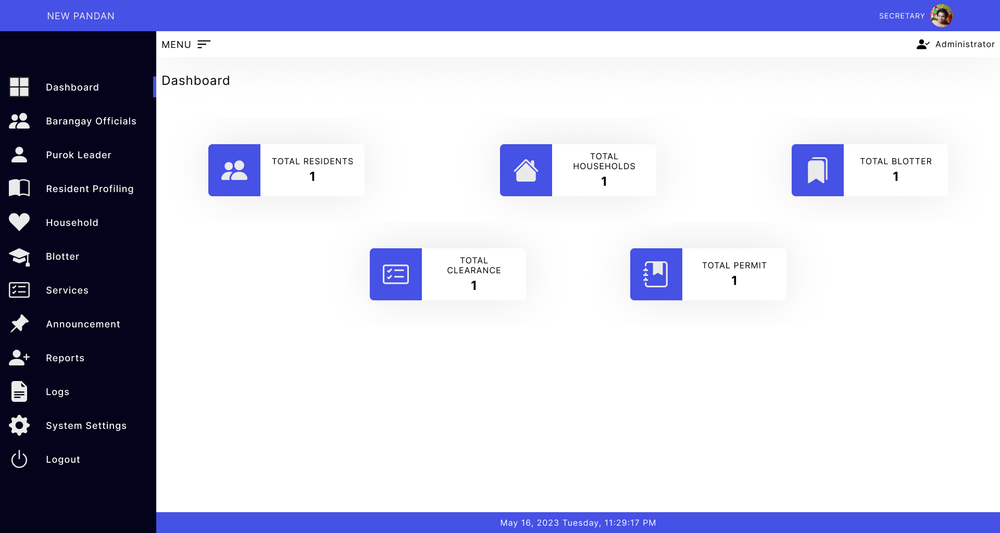 NEW PANDAN
SECRETARY
MENU
Administrator
Dashboard
Dashboard
Barangay Officials
Purok Leader
Resident Profiling
Household
Blotter
Services
Announcement
Reports
Logs
System Settings
Logout
TOTAL RESIDENTS
1
TOTAL
HOUSEHOLDS
1
TOTAL BLOTTER
1
TOTAL
CLEARANCE
1
TOTAL PERMIT
1
May 16, 2023 Tuesday, 11:29:17 PM